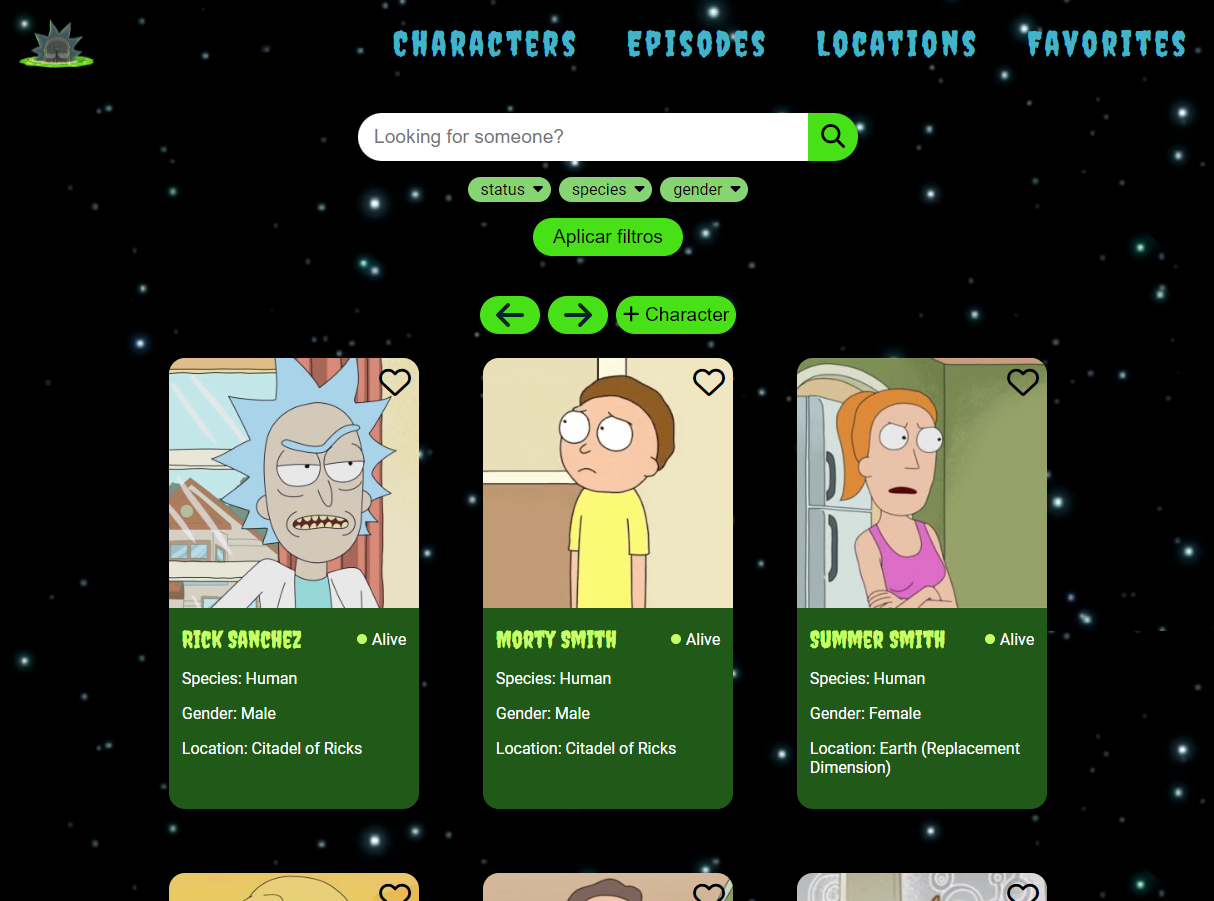 CHARACTERS EPISODES LOCATIONS FAVORITES
Looking for someone?
status species gender
Aplicar filtros
+ Character
RICK SANCHEZ Alive
Species: Human
Gender: Male
Location: Citadel of Ricks
MORTY SMITH Alive
Species: Human
Gender: Male
Location: Citadel of Ricks
SUMMER SMITH Alive
Species: Human
Gender: Female
Location: Earth (Replacement
Dimension)